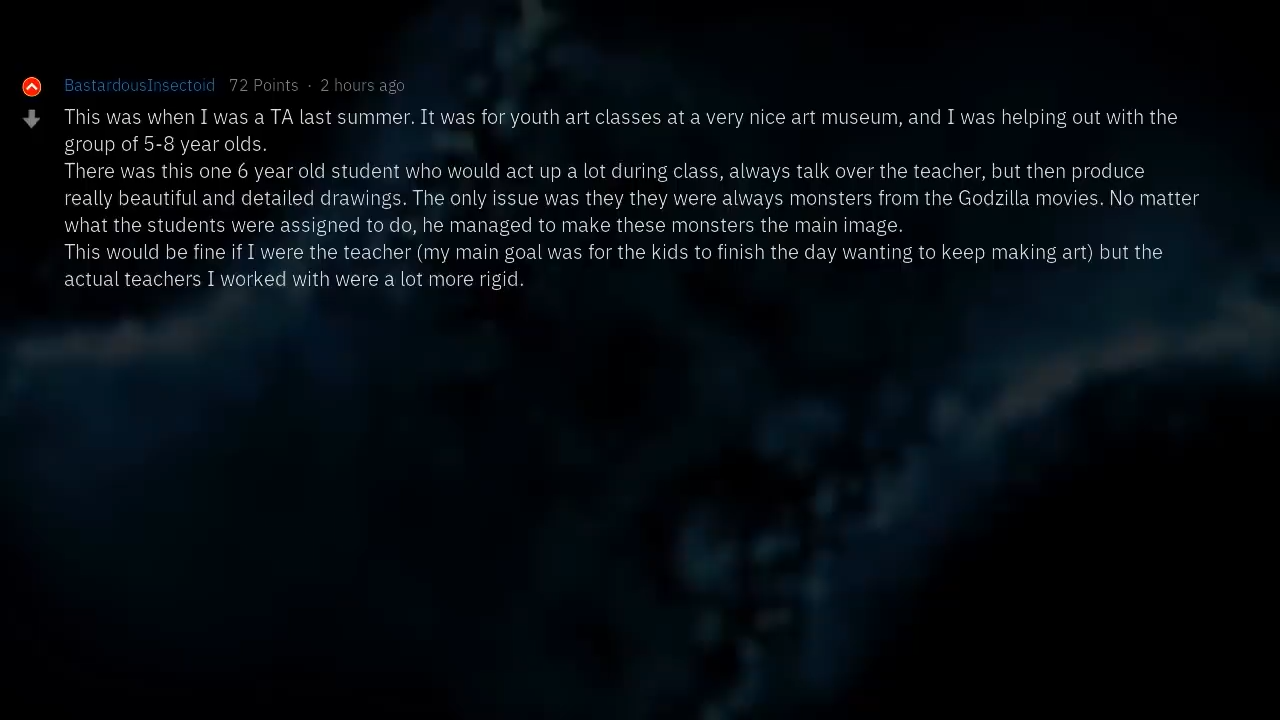 BastardousInsectoid 72 Points · 2 hours ago
This was when I was a TA last summer. It was for youth art classes at a very nice art museum, and I was helping out with the
group of 5-8 year olds.
There was this one 6 year old student who would act up a lot during class, always talk over the teacher, but then produce
really beautiful and detailed drawings. The only issue was they they were always monsters from the Godzilla movies. No matter
what the students were assigned to do, he managed to make these monsters the main image.
This would be fine if I were the teacher (my main goal was for the kids to finish the day wanting to keep making art) but the
actual teachers I worked with were a lot more rigid.